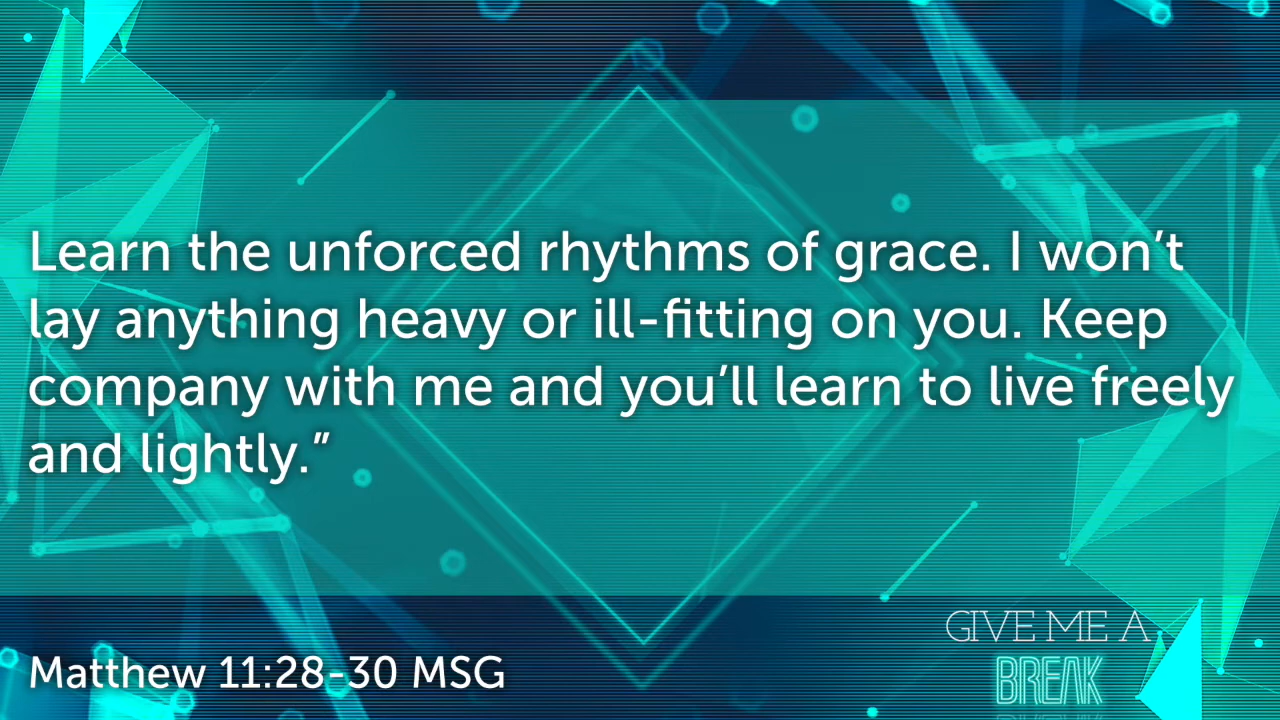 Learn the unforced rhythms of grace. I won’t
lay anything heavy or ill-fitting on you. Keep
company with me and you’ll learn to live freely
and lightly.”
Matthew 11:28-30 MSG
GIVE ME A
BREAK